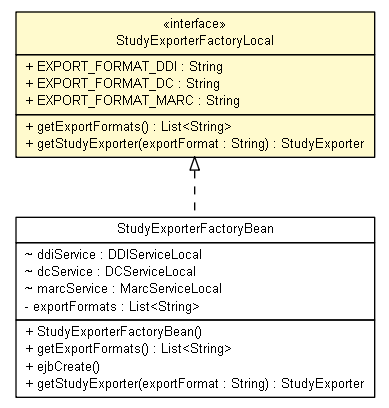 «interface»
StudyExporterFactoryLocal
+ EXPORT_FORMAT_DDI : String
+ EXPORT_FORMAT_DC : String
+ EXPORT_FORMAT_MARC : String
+ getExportFormats() : List<String>
+ getStudyExporter(exportFormat : String) : StudyExporter
StudyExporterFactoryBean
~ ddiService : DDIServiceLocal
~ dcService : DCServiceLocal
~ marcService : MarcServiceLocal
- exportFormats : List<String>
+ StudyExporterFactoryBean()
+ getExportFormats() : List<String>
+ ejbCreate()
+ getStudyExporter(exportFormat : String) : StudyExporter